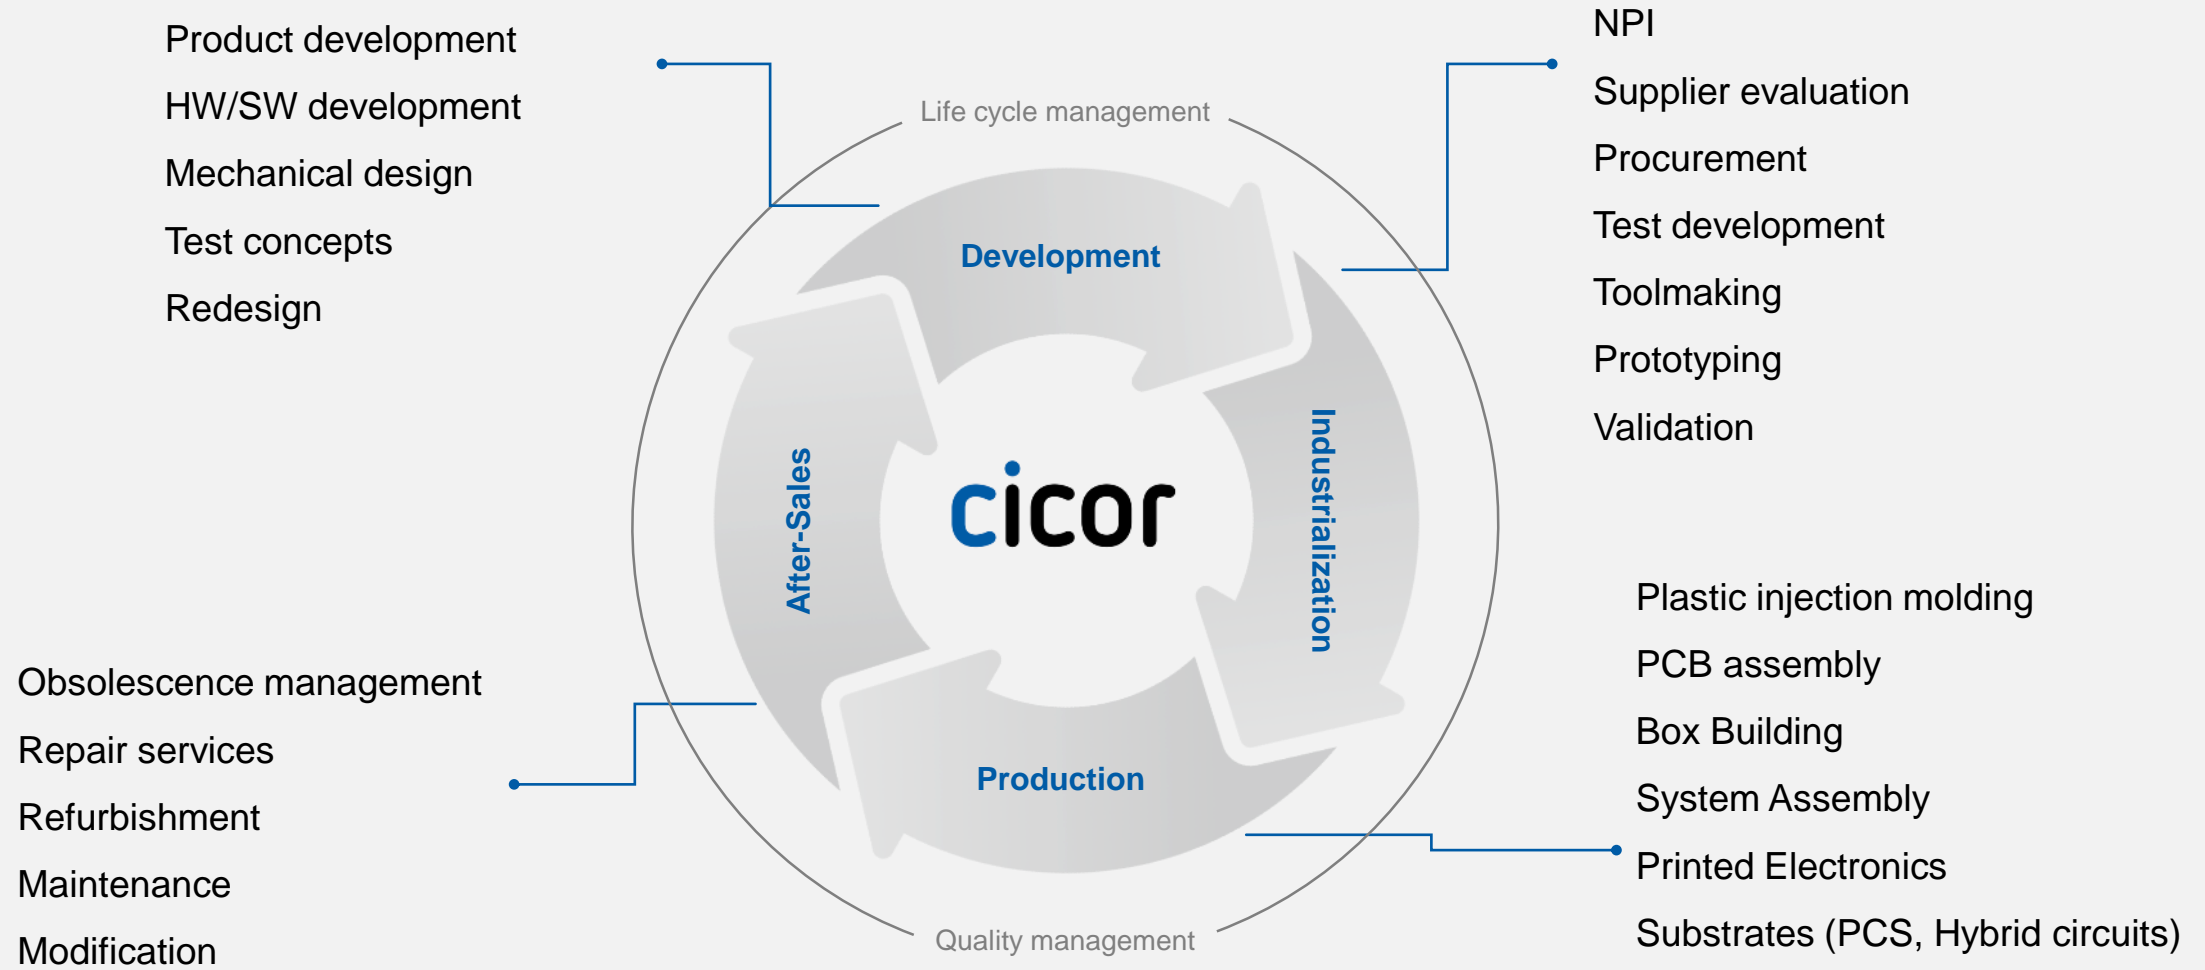 Product development
HW/SW development
Mechanical design
Test concepts
Redesign
NPI
Supplier evaluation
Procurement
Test development
Toolmaking
Prototyping
Validation
Life cycle management
Development
Industrialization
After-Sales
cicor
Production
Quality management
Obsolescence management
Repair services
Refurbishment
Maintenance
Modification
Plastic injection molding
PCB assembly
Box Building
System Assembly
Printed Electronics
Substrates (PCS, Hybrid circuits)